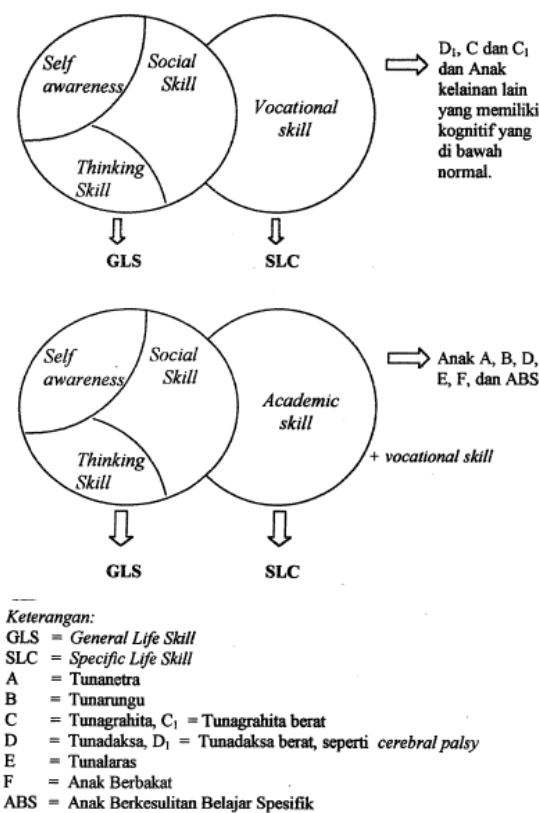 Self
awareness
Social
Skill
Thinking
Skill
Vocational
skill
D₁, C dan C₁
dan Anak
kelainan lain
yang memiliki
kognitif yang
di bawah
normal.
GLS
SLC
Self
awareness
Social
Skill
Thinking
Skill
Academic
skill
+ vocational skill
Anak A, B, D,
E, F, dan ABS
GLS
SLC
Keterangan:
GLS = General Life Skill
SLC = Specific Life Skill
A = Tunanetra
B = Tunarungu
C = Tunagrahita, C₁ = Tunagrahita berat
D = Tunadaksa, D₁ = Tunadaksa berat, seperti cerebral palsy
E = Tunalaras
F = Anak Berbakat
ABS = Anak Berkesulitan Belajar Spesifik